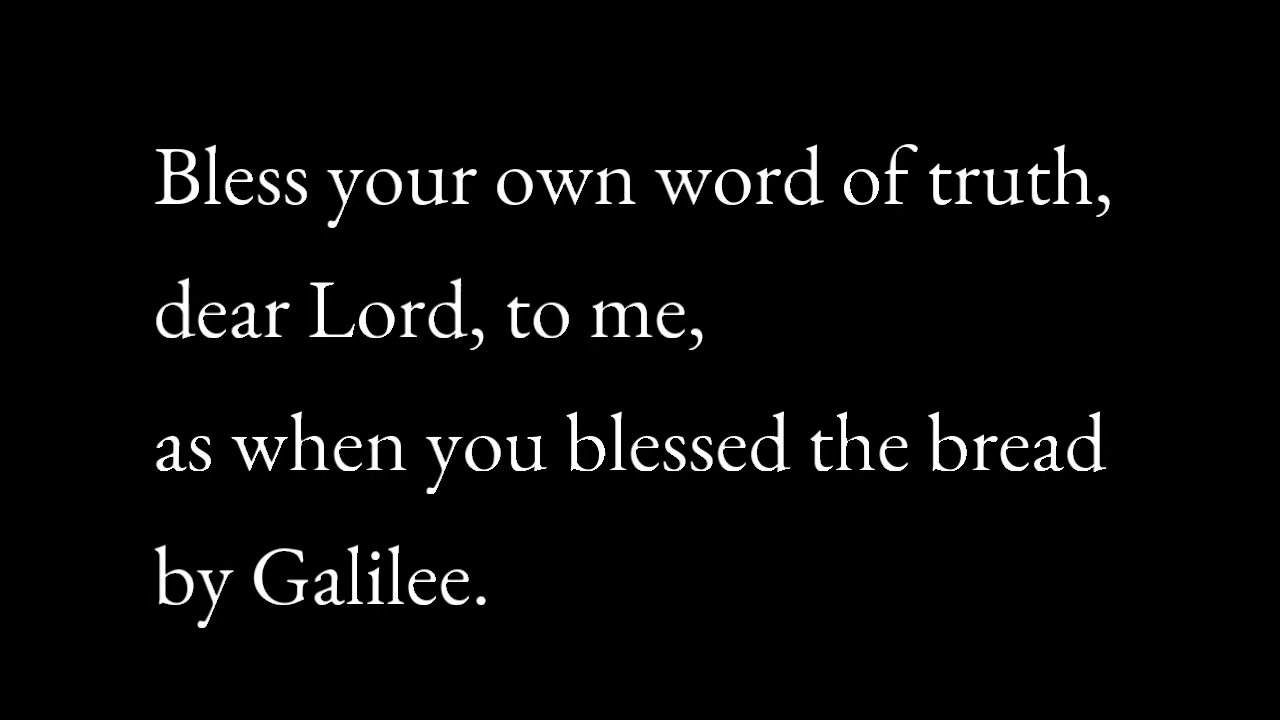 Bless your own word of truth,
dear Lord, to me,
as when you blessed the bread
by Galilee.